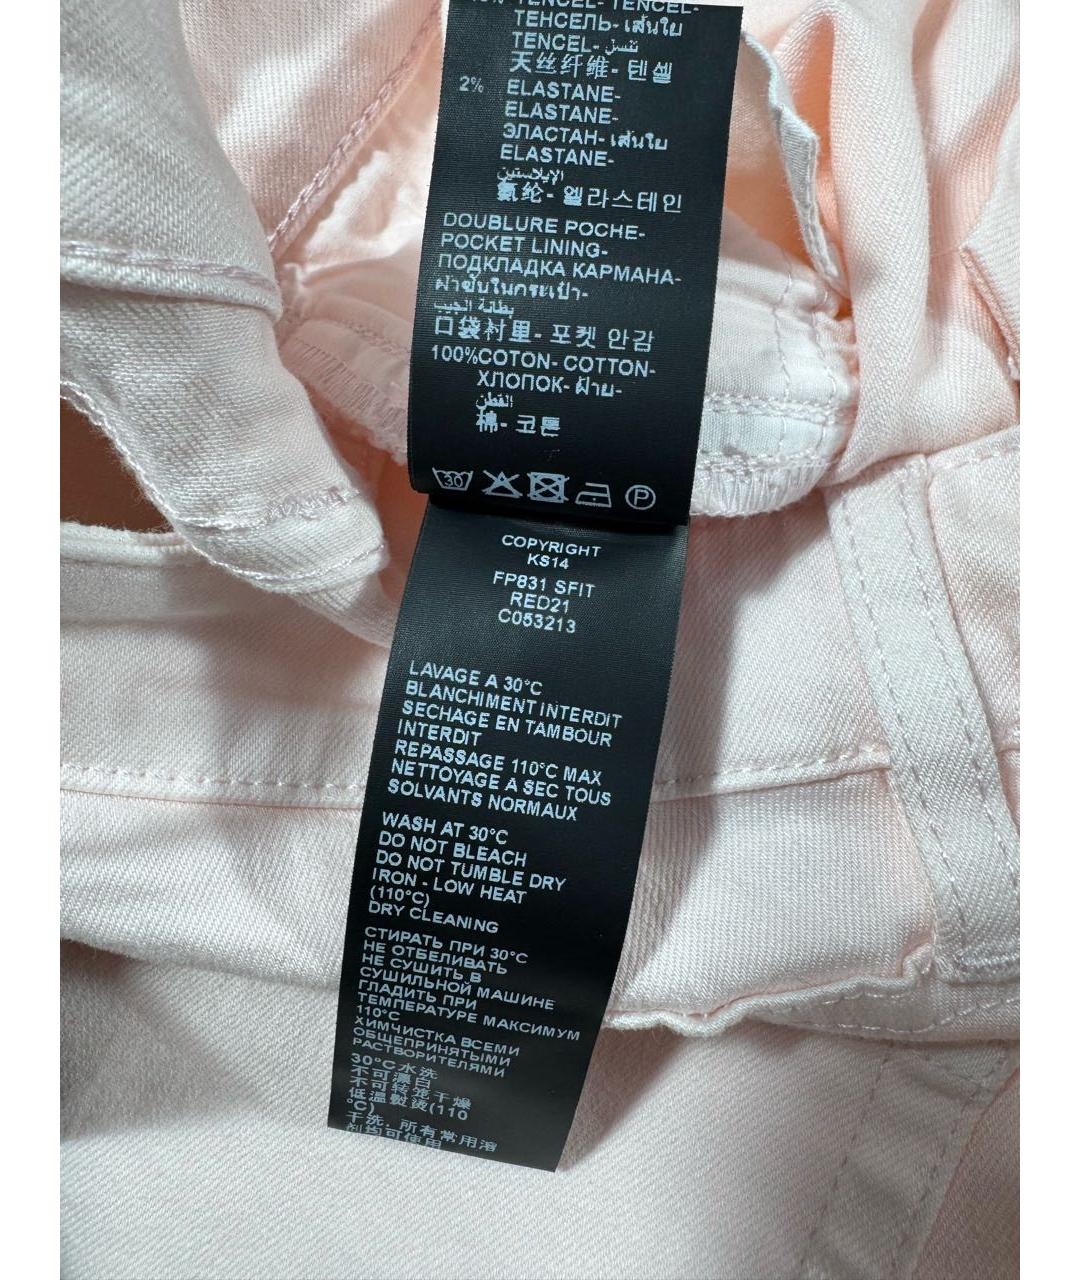 TENCEL- TENCEL-
ТЕНСЕЛЬ- เส้นใย
TENCEL- تنسل
天丝纤维- 텐셀
2% ELASTANE-
ELASTANE-
ЭЛАСТАН- เส้นใย
ELASTANE-
الإيلاستين
氨纶- 엘라스테인
DOUBLURE POCHE-
POCKET LINING-
ПОДКЛАДКА КАРМАНА-
ผ้าซับในกระเป๋า-
بطانة الجيب
口袋衬里- 포켓 안감
100%COTON- COTTON-
ХЛОПОК- ฝ้าย-
القطن
棉- 코튼
30 P
COPYRIGHT
KS14
FP831 SFIT
RED21
C053213
LAVAGE A 30°C
BLANCHIMENT INTERDIT
SECHAGE EN TAMBOUR
INTERDIT
REPASSAGE 110°C MAX
NETTOYAGE A SEC TOUS
SOLVANTS NORMAUX
WASH AT 30°C
DO NOT BLEACH
DO NOT TUMBLE DRY
IRON - LOW HEAT
(110°C)
DRY CLEANING
СТИРАТЬ ПРИ 30°C
НЕ ОТБЕЛИВАТЬ
НЕ СУШИТЬ В
СУШИЛЬНОЙ МАШИНЕ
ГЛАДИТЬ ПРИ
ТЕМПЕРАТУРЕ МАКСИМУМ
110°C
ХИМЧИСТКА ВСЕМИ
ОБЩЕПРИНЯТЫМИ
РАСТВОРИТЕЛЯМИ
30°C水洗
不可漂白
不可转笼干燥
低温熨烫(110
°C)
干洗. 所有常用溶
剂均可使用